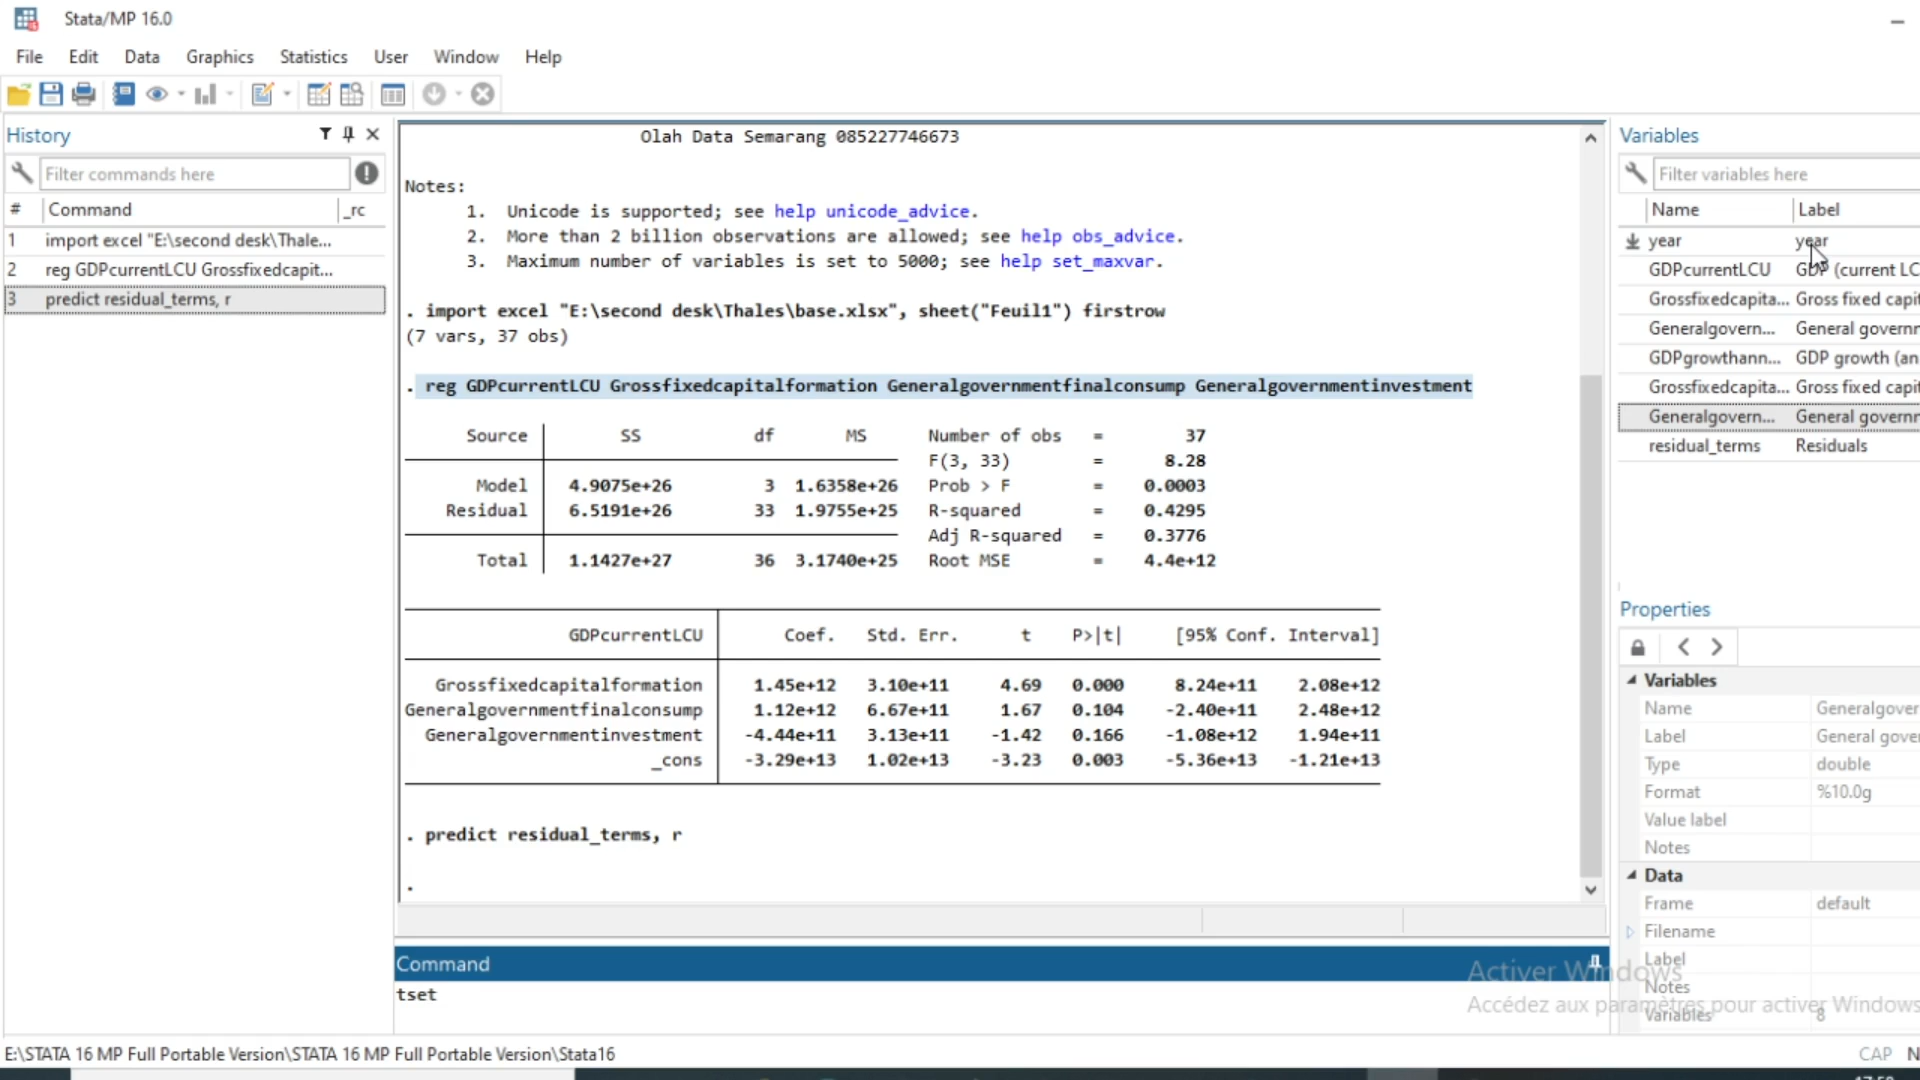 Stata/MP 16.0
File Edit Data Graphics Statistics User Window Help
History
Filter commands here
# Command _rc
1 import excel "E:\second desk\Thale...
2 reg GDPcurrentLCU Grossfixedcapit...
3 predict residual_terms, r
Olah Data Semarang 085227746673
Notes:
1. Unicode is supported; see help unicode_advice.
2. More than 2 billion observations are allowed; see help obs_advice.
3. Maximum number of variables is set to 5000; see help set_maxvar.
. import excel "E:\second desk\Thales\base.xlsx", sheet("Feuil1") firstrow
(7 vars, 37 obs)
. reg GDPcurrentLCU Grossfixedcapitalformation Generalgovernmentfinalconsump Generalgovernmentinvestment
Source SS df MS Number of obs = 37
F(3, 33) = 8.28
Model 4.9075e+26 3 1.6358e+26 Prob > F = 0.0003
Residual 6.5191e+26 33 1.9755e+25 R-squared = 0.4295
Adj R-squared = 0.3776
Total 1.1427e+27 36 3.1740e+25 Root MSE = 4.4e+12
GDPcurrentLCU Coef. Std. Err. t P>|t| [95% Conf. Interval]
Grossfixedcapitalformation 1.45e+12 3.10e+11 4.69 0.000 8.24e+11 2.08e+12
Generalgovernmentfinalconsump 1.12e+12 6.67e+11 1.67 0.104 -2.40e+11 2.48e+12
Generalgovernmentinvestment -4.44e+11 3.13e+11 -1.42 0.166 -1.08e+12 1.94e+11
_cons -3.29e+13 1.02e+13 -3.23 0.003 -5.36e+13 -1.21e+13
. predict residual_terms, r
.
Command
tset
Variables
Filter variables here
Name Label
year year
GDPcurrentLCU GDP (current LC
Grossfixedcapita... Gross fixed capit
Generalgovern... General governm
GDPgrowthann... GDP growth (an
Grossfixedcapita... Gross fixed capit
Generalgovern... General governm
residual_terms Residuals
Properties
Variables
Name Generalgover
Label General gover
Type double
Format %10.0g
Value label
Notes
Data
Frame default
Filename
Label
Notes
Variables 8
Activer Windows
Accédez aux paramètres pour activer Windows
E:\STATA 16 MP Full Portable Version\STATA 16 MP Full Portable Version\Stata16
CAP N